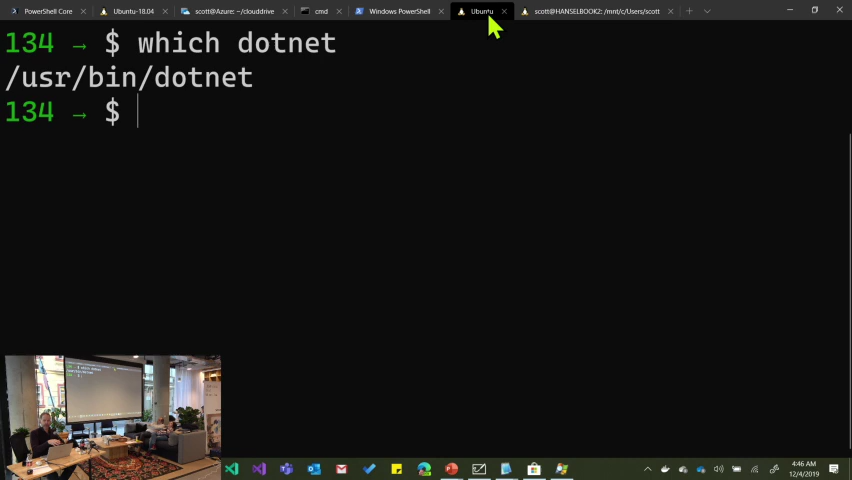 PowerShell Core
Ubuntu-18.04
scott@Azure: ~/clouddrive
cmd
Windows PowerShell
Ubuntu
scott@HANSELBOOK2: /mnt/c/Users/scott
134 → $ which dotnet
/usr/bin/dotnet
134 → $
4:46 AM
12/4/2019